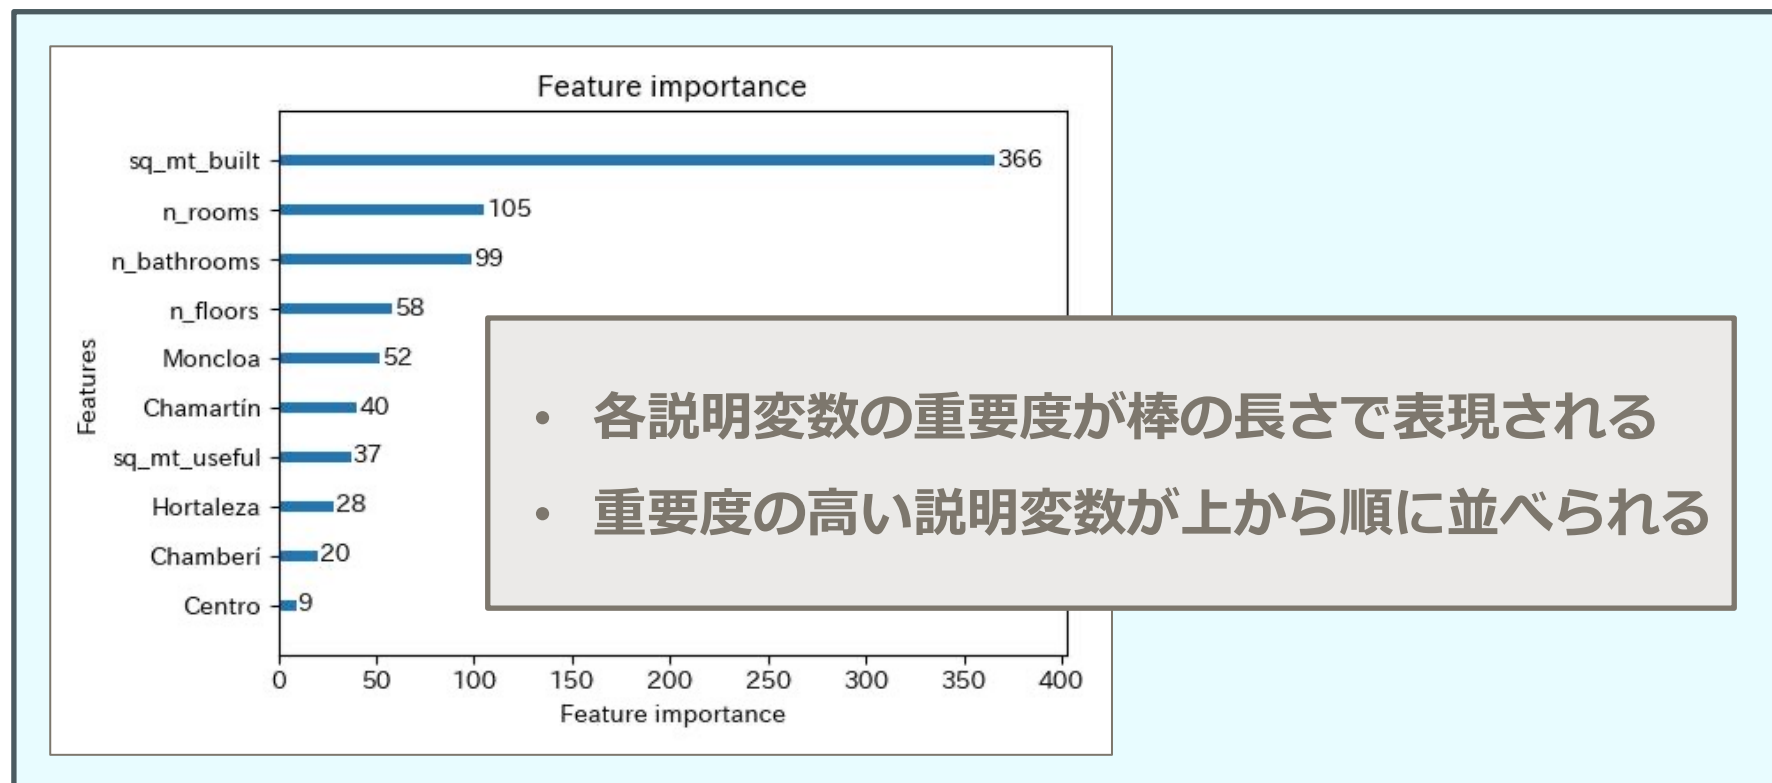 Feature importance
sq_mt_built 366
n_rooms 105
n_bathrooms 99
n_floors 58
Moncloa 52
Chamartín 40
sq_mt_useful 37
Hortaleza 28
Chamberí 20
Centro 9
Features
0 50 100 150 200 250 300 350 400
Feature importance
• 各説明変数の重要度が棒の長さで表現される
• 重要度の高い説明変数が上から順に並べられる